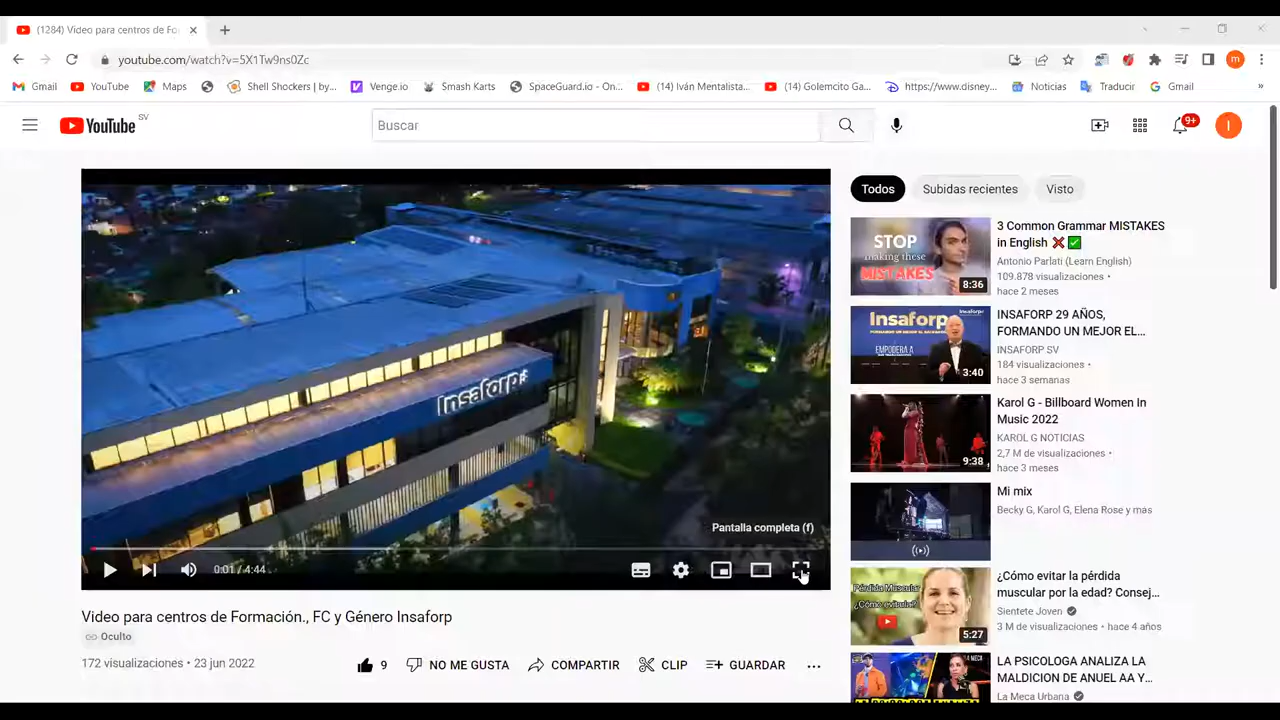 (1284) Video para centros de Fo
youtube.com/watch?v=5X1Tw9ns0Zc
Gmail
YouTube
Maps
Shell Shockers | by...
Venge.io
Smash Karts
SpaceGuard.io - On...
(14) Iván Mentalista...
(14) Golemcito Ga...
https://www.disney...
Noticias
Traducir
Gmail
»
YouTube SV
Buscar
9+
I
m
Todos
Subidas recientes
Visto
Insaforp
Pantalla completa (f)
0:01 / 4:44
Video para centros de Formación., FC y Género Insaforp
Oculto
172 visualizaciones • 23 jun 2022
9
NO ME GUSTA
COMPARTIR
CLIP
GUARDAR
STOP
making these
MISTAKES
8:36
3 Common Grammar MISTAKES
in English ❌ ✅
Antonio Parlati (Learn English)
109.878 visualizaciones •
hace 2 meses
Insaforp
EMPODERA A
3:40
INSAFORP 29 AÑOS,
FORMANDO UN MEJOR EL...
INSAFORP SV
184 visualizaciones •
hace 3 semanas
9:38
Karol G - Billboard Women In
Music 2022
KAROL G NOTICIAS
2,7 M de visualizaciones •
hace 3 meses
Mi mix
Becky G, Karol G, Elena Rose y más
Pérdida Muscular
¿Cómo evitarla?
5:27
¿Cómo evitar la pérdida
muscular por la edad? Consej...
Sientete Joven
3 M de visualizaciones • hace 4 años
LA PSICOLOGA ANALIZA LA
MALDICION DE ANUEL AA Y...
La Meca Urbana